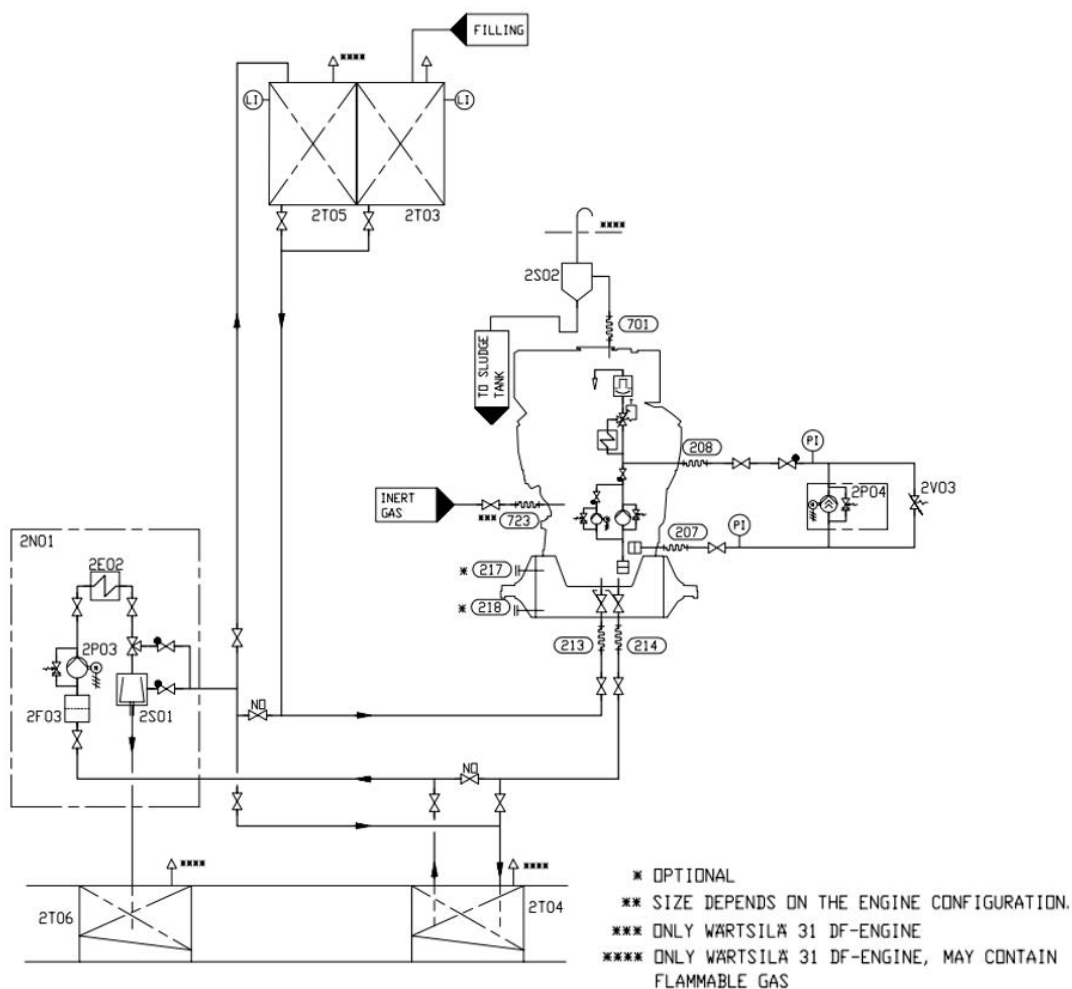 FILLING
****
LI
LI
2T05
2T03
****
2S02
701
TO SLUDGE
TANK
208
PI
2P04
2V03
INERT
GAS
***
723
207
PI
2N01
2E02
* 217
* 218
213
214
2P03
2F03
2S01
NO
NO
****
****
2T06
2T04
* OPTIONAL
** SIZE DEPENDS ON THE ENGINE CONFIGURATION.
*** ONLY WÄRTSILÄ 31 DF-ENGINE
**** ONLY WÄRTSILÄ 31 DF-ENGINE, MAY CONTAIN
FLAMMABLE GAS